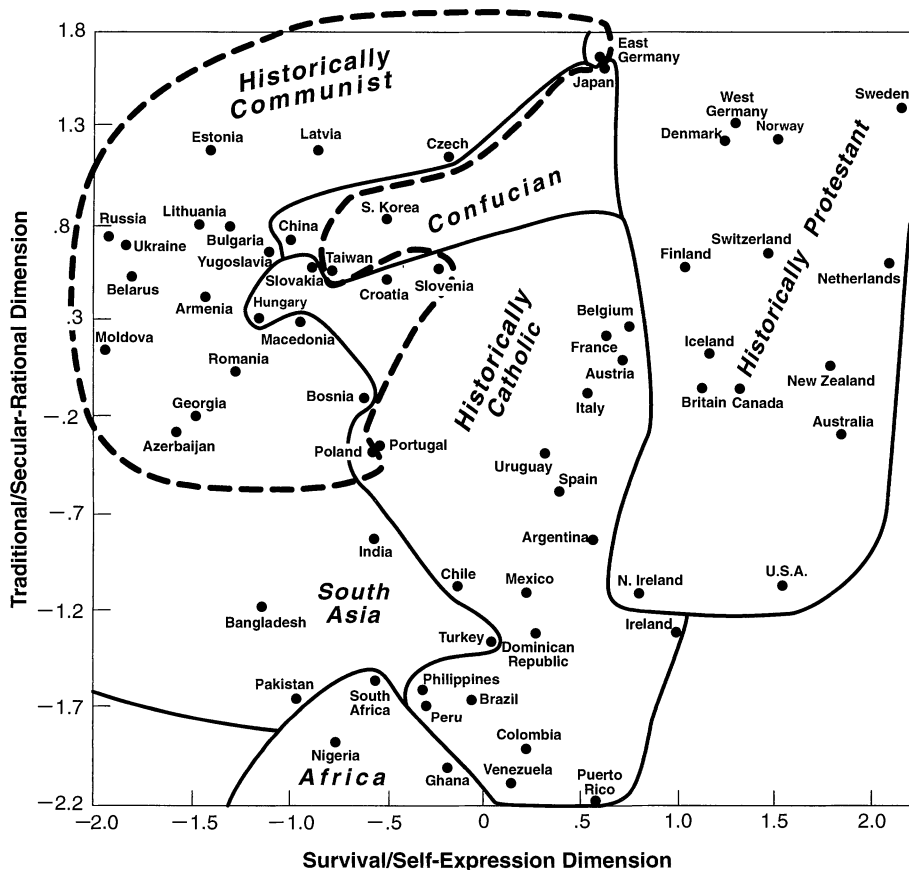 1.8
1.3
.8
.3
−.2
−.7
−1.2
−1.7
−2.2
Traditional/Secular-Rational Dimension
Historically
Communist
East
Germany
Japan
West
Germany
Sweden
Denmark
Norway
Estonia
Latvia
Czech
Confucian
S. Korea
Historically Protestant
Russia
Lithuania
Ukraine
Bulgaria
China
Yugoslavia
Taiwan
Slovakia
Croatia
Slovenia
Finland
Switzerland
Netherlands
Belarus
Armenia
Hungary
Macedonia
Historically
Catholic
Belgium
France
Austria
Italy
Iceland
Britain
Canada
New Zealand
Australia
Moldova
Romania
Georgia
Azerbaijan
Bosnia
Poland
Portugal
Uruguay
Spain
Argentina
India
South
Asia
Bangladesh
Chile
Mexico
N. Ireland
U.S.A.
Ireland
Turkey
Dominican
Republic
Pakistan
South
Africa
Philippines
Peru
Brazil
Nigeria
Africa
Ghana
Colombia
Venezuela
Puerto
Rico
−2.0
−1.5
−1.0
−.5
0
.5
1.0
1.5
2.0
Survival/Self-Expression Dimension